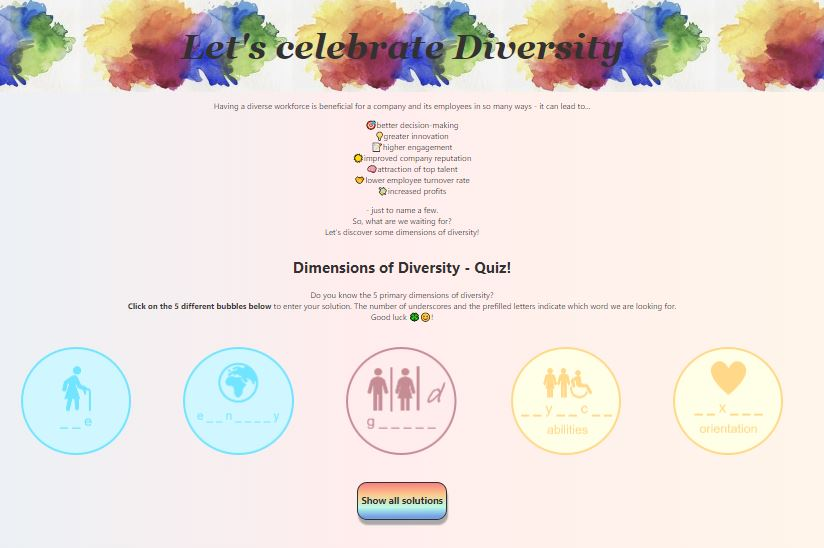 Let's celebrate Diversity
Having a diverse workforce is beneficial for a company and its employees in so many ways - it can lead to...
🎯better decision-making
💡greater innovation
📝higher engagement
improved company reputation
🧠attraction of top talent
🧡lower employee turnover rate
increased profits
- just to name a few.
So, what are we waiting for?
Let's discover some dimensions of diversity!
Dimensions of Diversity - Quiz!
Do you know the 5 primary dimensions of diversity?
Click on the 5 different bubbles below to enter your solution. The number of underscores and the prefilled letters indicate which word we are looking for.
Good luck 🍀😊!
_ _ e
e _ _ n _ _ _ _ y
d
g _ _ _ _ _
_ _ y _ _ c _ _
abilities
_ _ x _ _ _
orientation
Show all solutions